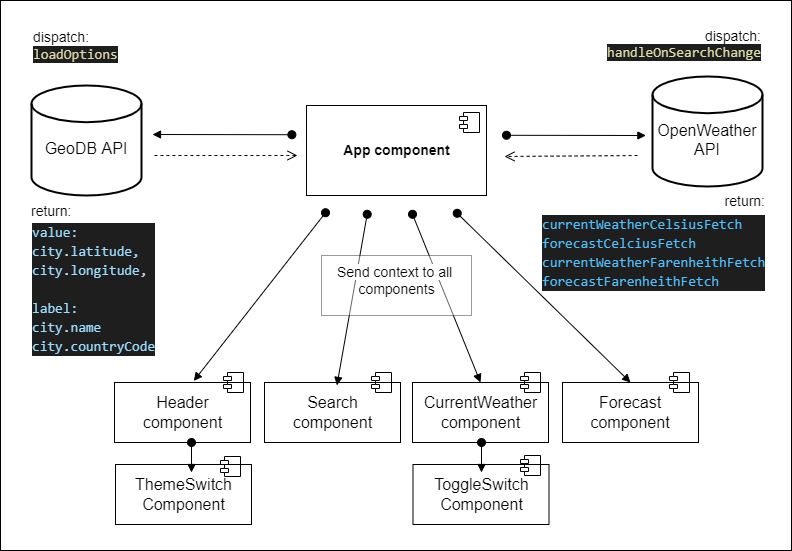 dispatch:
loadOptions
dispatch:
handleOnSearchChange
GeoDB API
App component
OpenWeather
API
return:
value:
city.latitude,
city.longitude,
label:
city.name
city.countryCode
return:
currentWeatherCelsiusFetch
forecastCelciusFetch
currentWeatherFarenheithFetch
forecastFarenheithFetch
Send context to all
components
Header
component
Search
component
CurrentWeather
component
Forecast
component
ThemeSwitch
Component
ToggleSwitch
Component